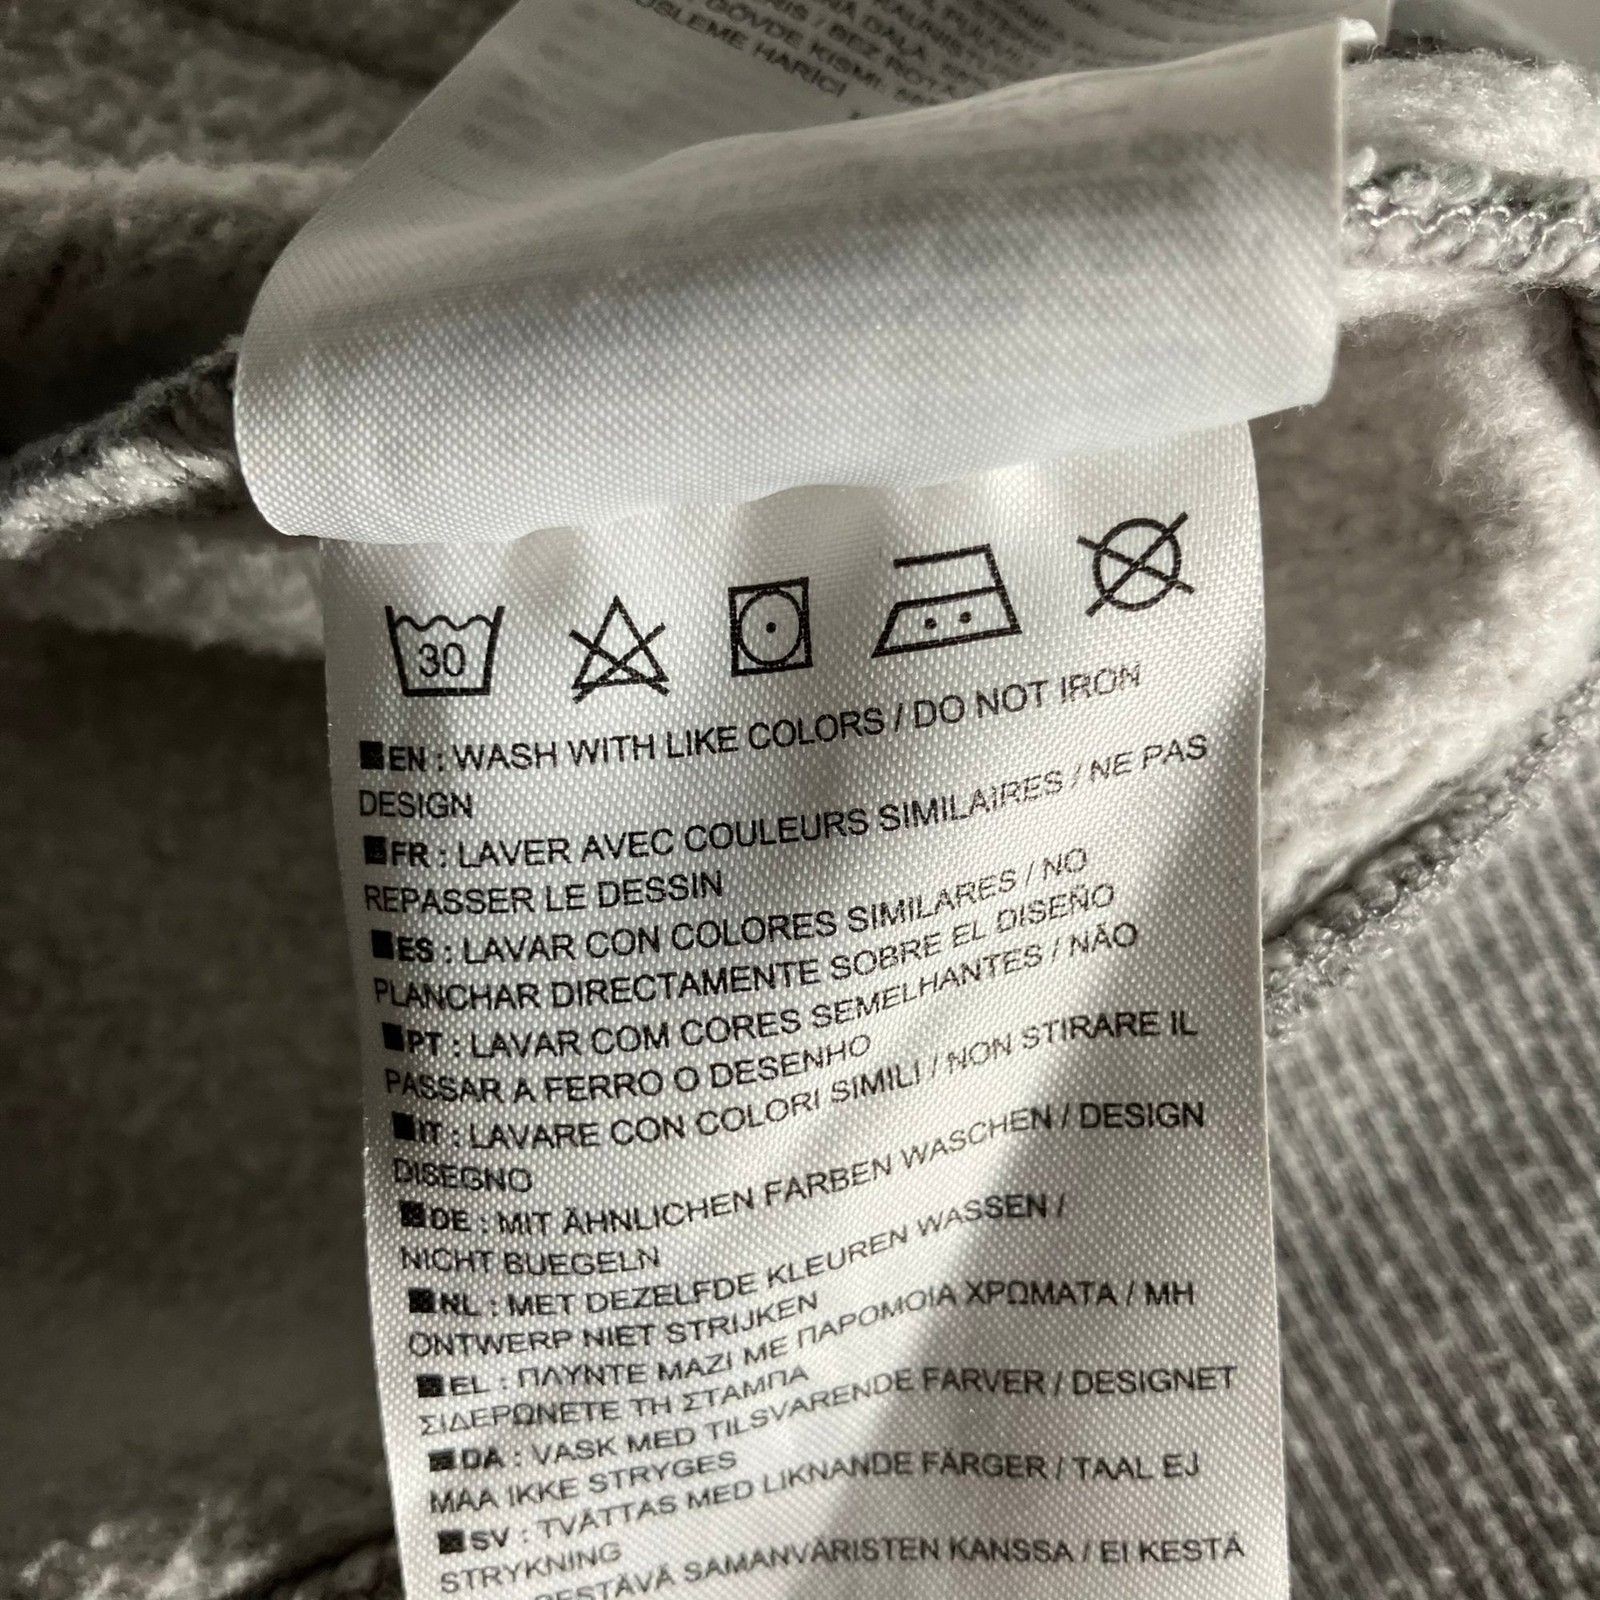 GÖVDE KISMI:
HARİCİ
30
EN : WASH WITH LIKE COLORS / DO NOT IRON
DESIGN
FR : LAVER AVEC COULEURS SIMILAIRES / NE PAS
REPASSER LE DESSIN
ES : LAVAR CON COLORES SIMILARES / NO
PLANCHAR DIRECTAMENTE SOBRE EL DISEÑO
PT : LAVAR COM CORES SEMELHANTES / NÃO
PASSAR A FERRO O DESENHO
IT : LAVARE CON COLORI SIMILI / NON STIRARE IL
DISEGNO
DE : MIT ÄHNLICHEN FARBEN WASCHEN / DESIGN
NICHT BUEGELN
NL : MET DEZELFDE KLEUREN WASSEN /
ONTWERP NIET STRIJKEN
EL : ΠΛΥΝΤΕ ΜΑΖΙ ΜΕ ΠΑΡΟΜΟΙΑ ΧΡΩΜΑΤΑ / ΜΗ
ΣΙΔΕΡΩΝΕΤΕ ΤΗ ΣΤΑΜΠΑ
DA : VASK MED TILSVARENDE FARVER / DESIGNET
MAA IKKE STRYGES
SV : TVÄTTAS MED LIKNANDE FÄRGER / TAAL EJ
STRYKNING
SAMANVÄRISTEN KANSSA / EI KESTÄ